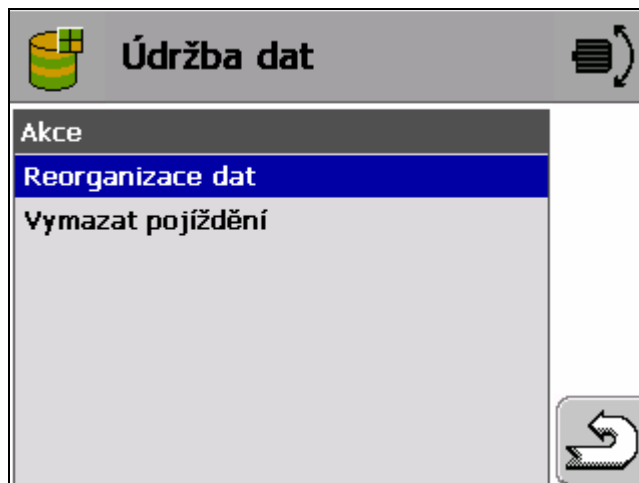 Údržba dat
Akce
Reorganizace dat
Vymazat pojíždění